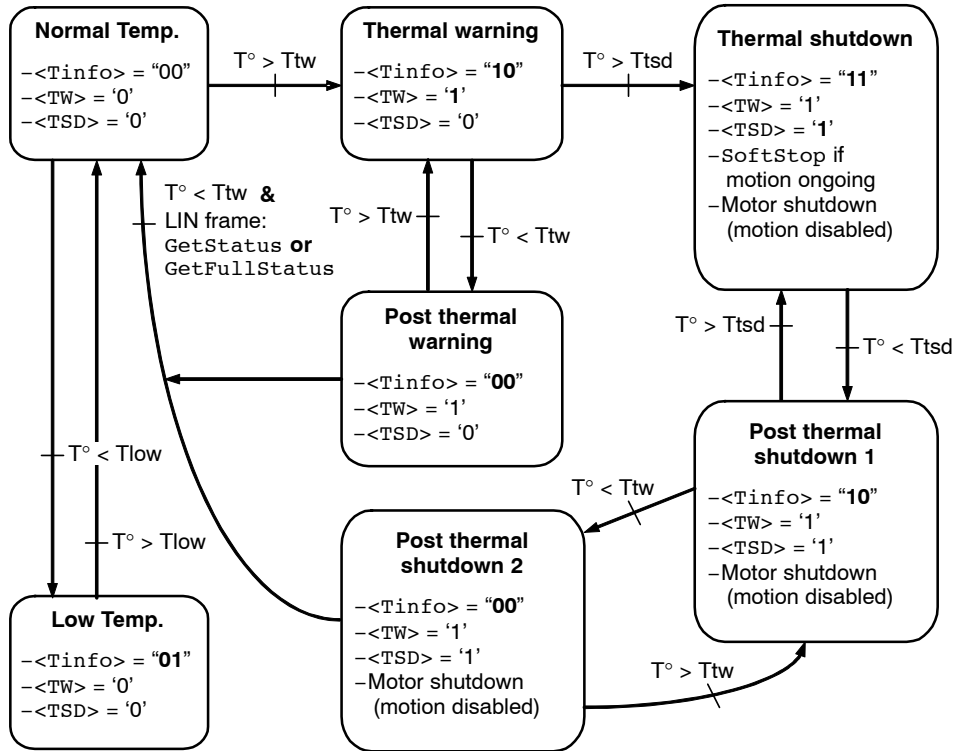 Normal Temp.
–<Tinfo> = “00”
–<TW> = ‘0’
–<TSD> = ‘0’
T° > Ttw
Thermal warning
–<Tinfo> = “10”
–<TW> = ‘1’
–<TSD> = ‘0’
T° > Ttsd
Thermal shutdown
–<Tinfo> = “11”
–<TW> = ‘1’
–<TSD> = ‘1’
–SoftStop if
motion ongoing
–Motor shutdown
(motion disabled)
T° < Ttw &
LIN frame:
GetStatus or
GetFullStatus
T° > Ttw
T° < Ttw
Post thermal
warning
–<Tinfo> = “00”
–<TW> = ‘1’
–<TSD> = ‘0’
T° > Ttsd
T° < Ttsd
Post thermal
shutdown 1
–<Tinfo> = “10”
–<TW> = ‘1’
–<TSD> = ‘1’
–Motor shutdown
(motion disabled)
T° < Ttw
Post thermal
shutdown 2
–<Tinfo> = “00”
–<TW> = ‘1’
–<TSD> = ‘1’
–Motor shutdown
(motion disabled)
T° > Ttw
T° < Tlow
T° > Tlow
Low Temp.
–<Tinfo> = “01”
–<TW> = ‘0’
–<TSD> = ‘0’